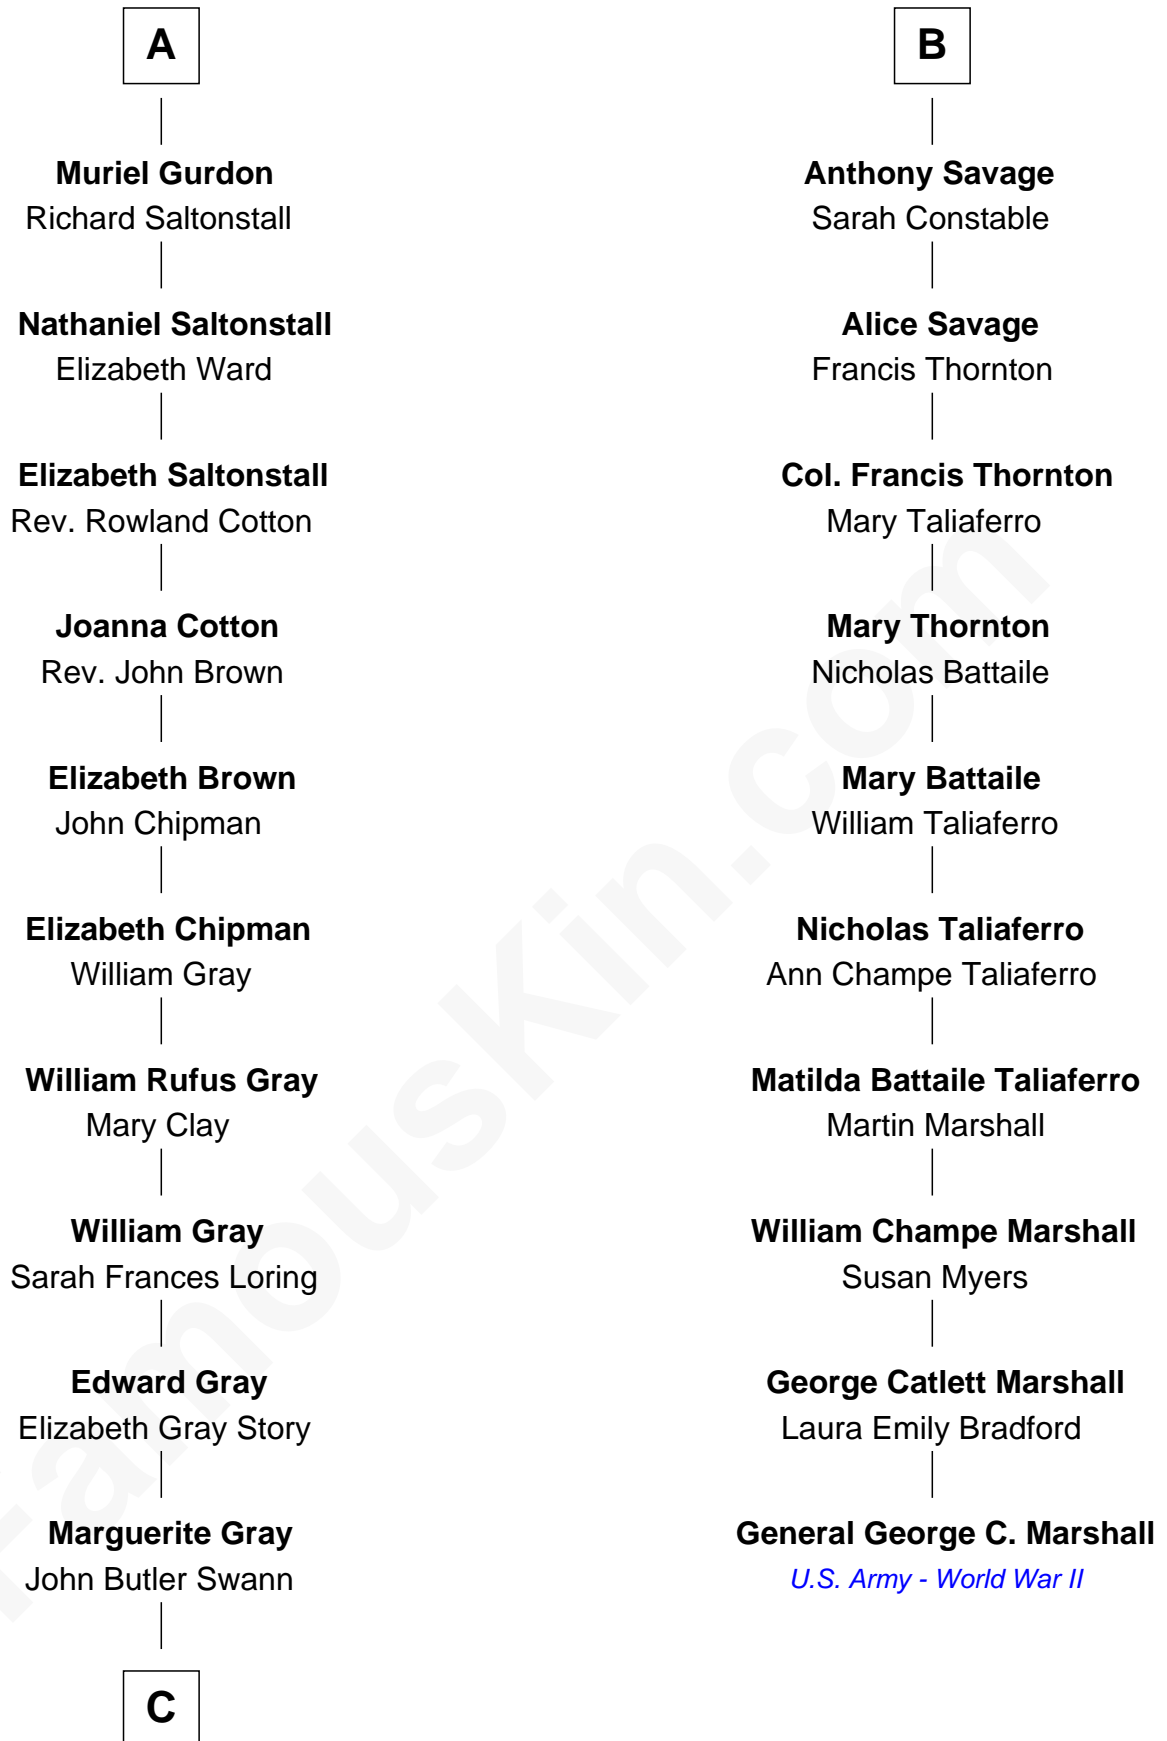 A
Muriel Gurdon
Richard Saltonstall
Nathaniel Saltonstall
Elizabeth Ward
Elizabeth Saltonstall
Rev. Rowland Cotton
Joanna Cotton
Rev. John Brown
Elizabeth Brown
John Chipman
Elizabeth Chipman
William Gray
William Rufus Gray
Mary Clay
William Gray
Sarah Frances Loring
Edward Gray
Elizabeth Gray Story
Marguerite Gray
John Butler Swann
C
B
Anthony Savage
Sarah Constable
Alice Savage
Francis Thornton
Col. Francis Thornton
Mary Taliaferro
Mary Thornton
Nicholas Battaile
Mary Battaile
William Taliaferro
Nicholas Taliaferro
Ann Champe Taliaferro
Matilda Battaile Taliaferro
Martin Marshall
William Champe Marshall
Susan Myers
George Catlett Marshall
Laura Emily Bradford
General George C. Marshall
U.S. Army - World War II
FamousKin.com